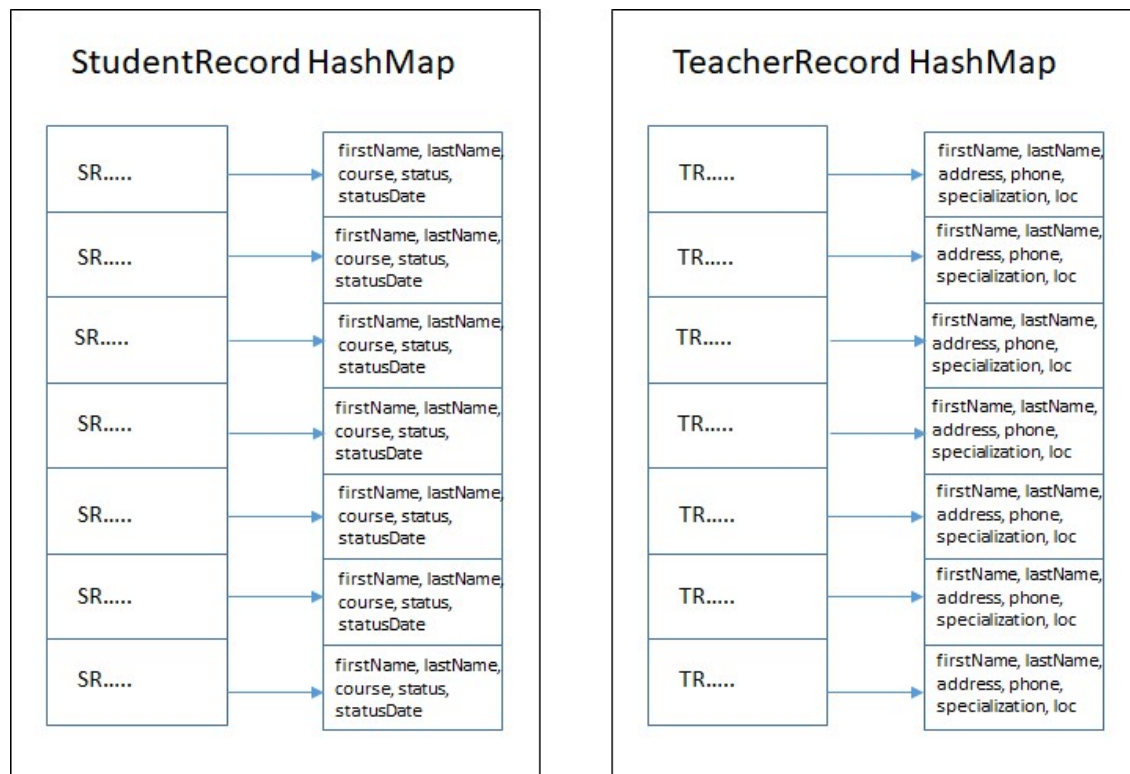 StudentRecord HashMap
SR.....
firstName, lastName,
course, status,
statusDate
SR.....
firstName, lastName,
course, status,
statusDate
SR.....
firstName, lastName,
course, status,
statusDate
SR.....
firstName, lastName,
course, status,
statusDate
SR.....
firstName, lastName,
course, status,
statusDate
SR.....
firstName, lastName,
course, status,
statusDate
SR.....
firstName, lastName,
course, status,
statusDate
TeacherRecord HashMap
TR.....
firstName, lastName,
address, phone,
specialization, loc
TR.....
firstName, lastName,
address, phone,
specialization, loc
TR.....
firstName, lastName,
address, phone,
specialization, loc
TR.....
firstName, lastName,
address, phone,
specialization, loc
TR.....
firstName, lastName,
address, phone,
specialization, loc
TR.....
firstName, lastName,
address, phone,
specialization, loc
TR.....
firstName, lastName,
address, phone,
specialization, loc